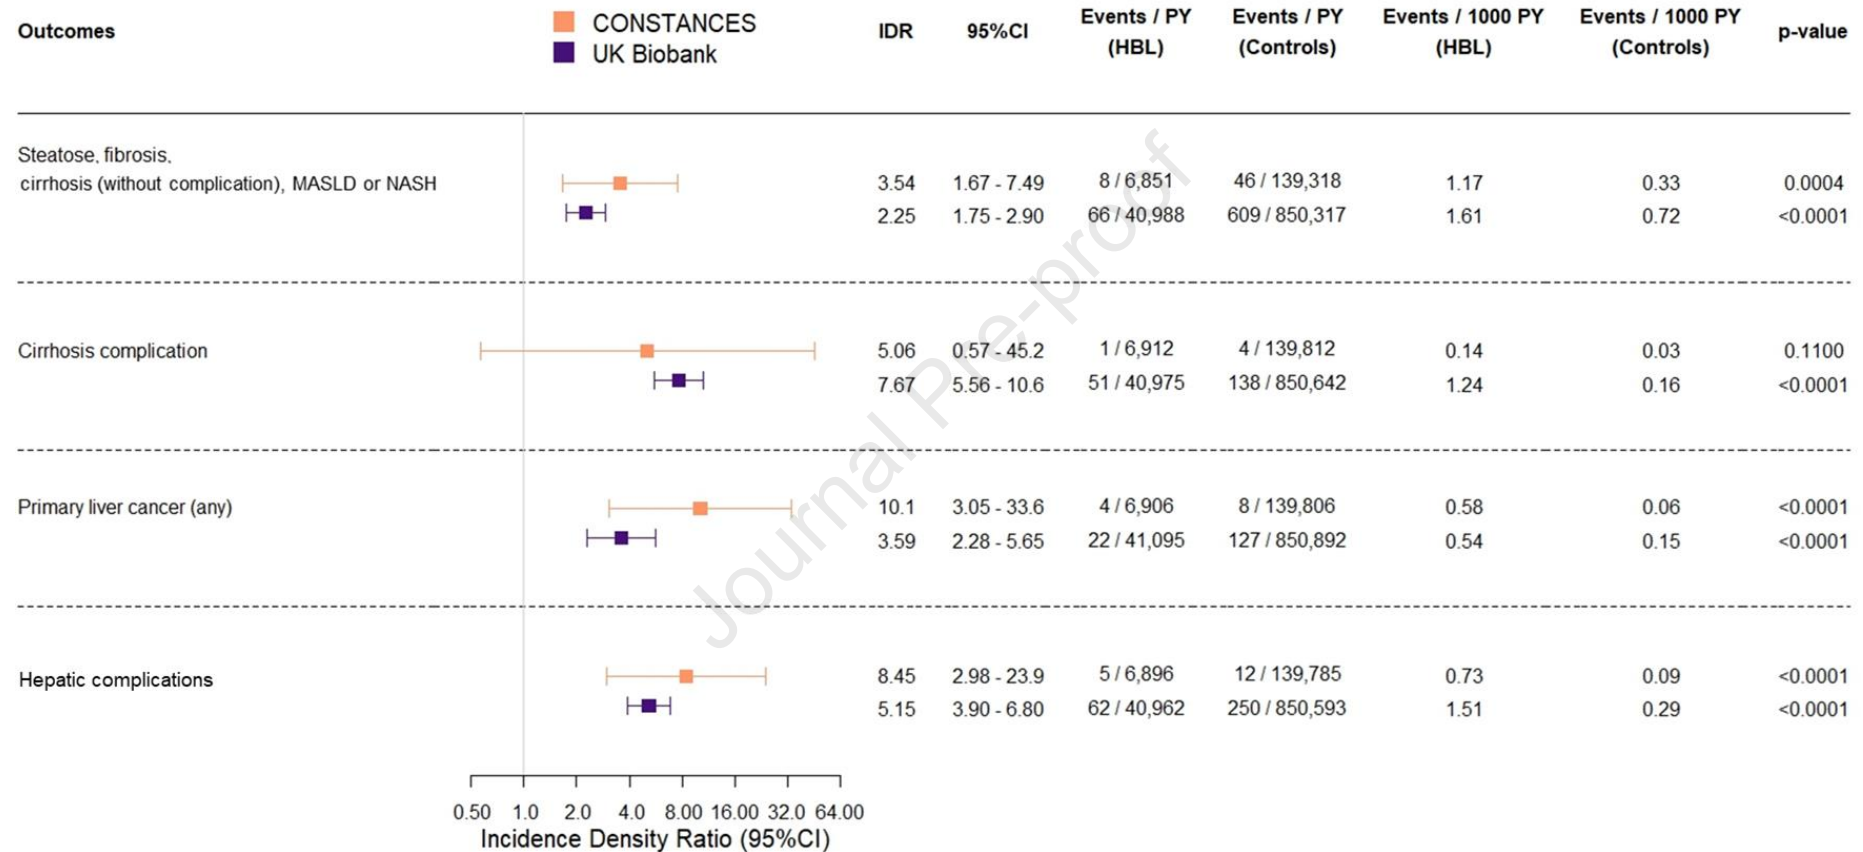 Outcomes
CONSTANCES
UK Biobank
IDR 95%CI Events / PY (HBL) Events / PY (Controls) Events / 1000 PY (HBL) Events / 1000 PY (Controls) p-value
Steatose, fibrosis,
cirrhosis (without complication), MASLD or NASH
3.54 1.67 - 7.49 8 / 6,851 46 / 139,318 1.17 0.33 0.0004
2.25 1.75 - 2.90 66 / 40,988 609 / 850,317 1.61 0.72 <0.0001
Cirrhosis complication
5.06 0.57 - 45.2 1 / 6,912 4 / 139,812 0.14 0.03 0.1100
7.67 5.56 - 10.6 51 / 40,975 138 / 850,642 1.24 0.16 <0.0001
Primary liver cancer (any)
10.1 3.05 - 33.6 4 / 6,906 8 / 139,806 0.58 0.06 <0.0001
3.59 2.28 - 5.65 22 / 41,095 127 / 850,892 0.54 0.15 <0.0001
Hepatic complications
8.45 2.98 - 23.9 5 / 6,896 12 / 139,785 0.73 0.09 <0.0001
5.15 3.90 - 6.80 62 / 40,962 250 / 850,593 1.51 0.29 <0.0001
0.50 1.0 2.0 4.0 8.00 16.00 32.0 64.00
Incidence Density Ratio (95%CI)
Journal Pre-proof